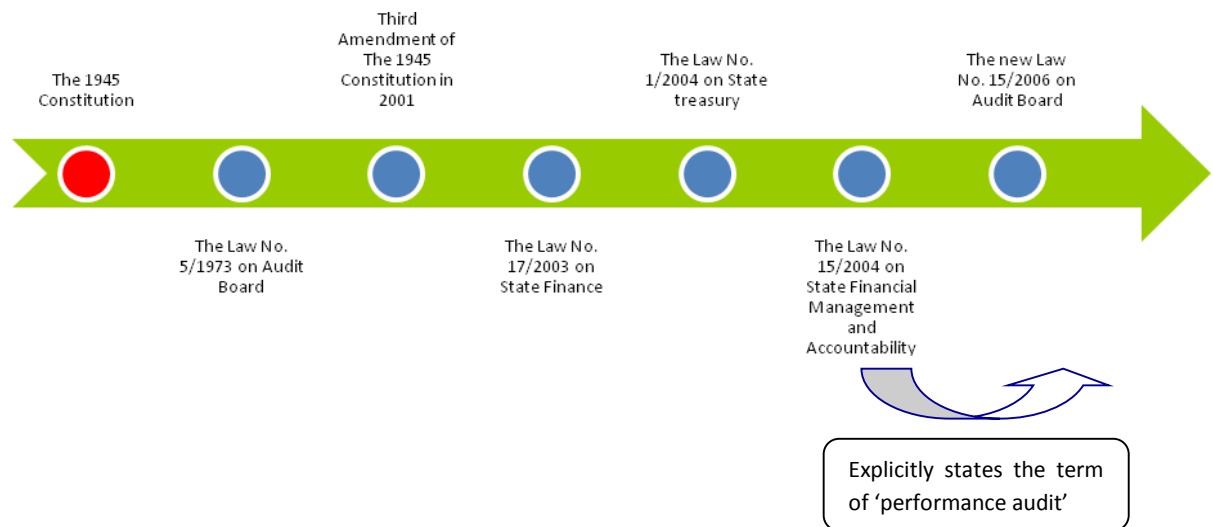 The 1945
Constitution
The Law No.
5/1973 on Audit
Board
Third
Amendment of
The 1945
Constitution in
2001
The Law No.
17/2003 on
State Finance
The Law No.
1/2004 on State
treasury
The Law No.
15/2004 on
State Financial
Management
and
Accountability
The new Law
No. 15/2006 on
Audit Board
Explicitly states the term
of ‘performance audit’